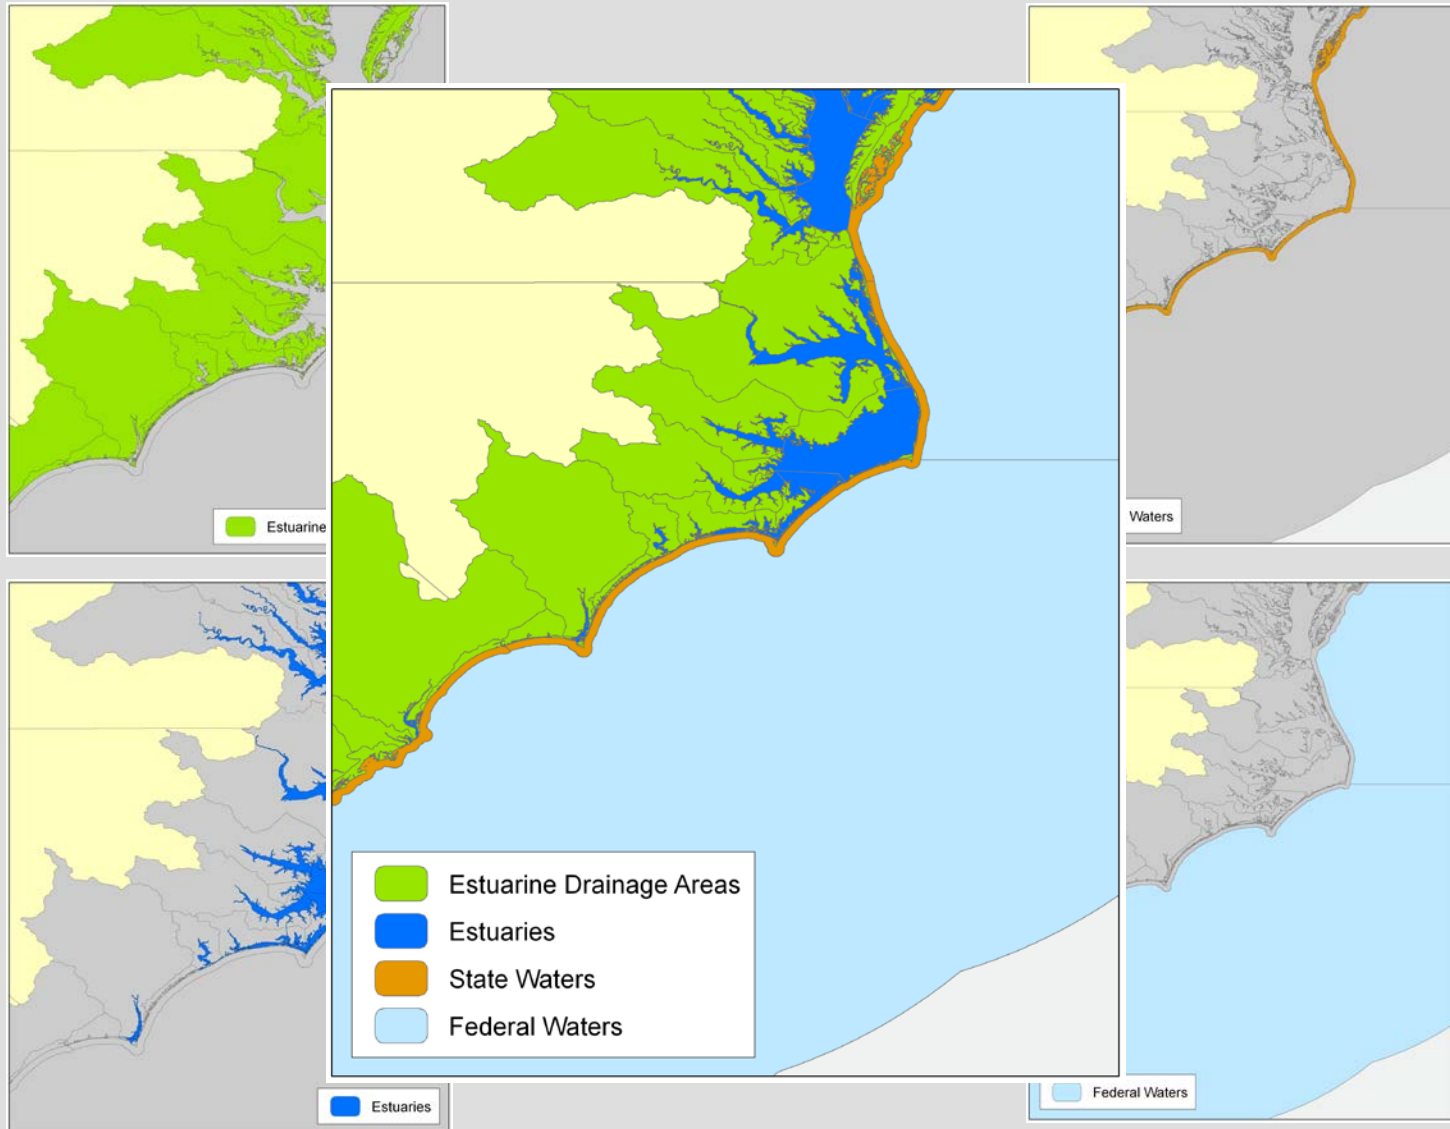 Estuarine
Waters
Estuarine Drainage Areas
Estuaries
State Waters
Federal Waters
Estuaries
Federal Waters